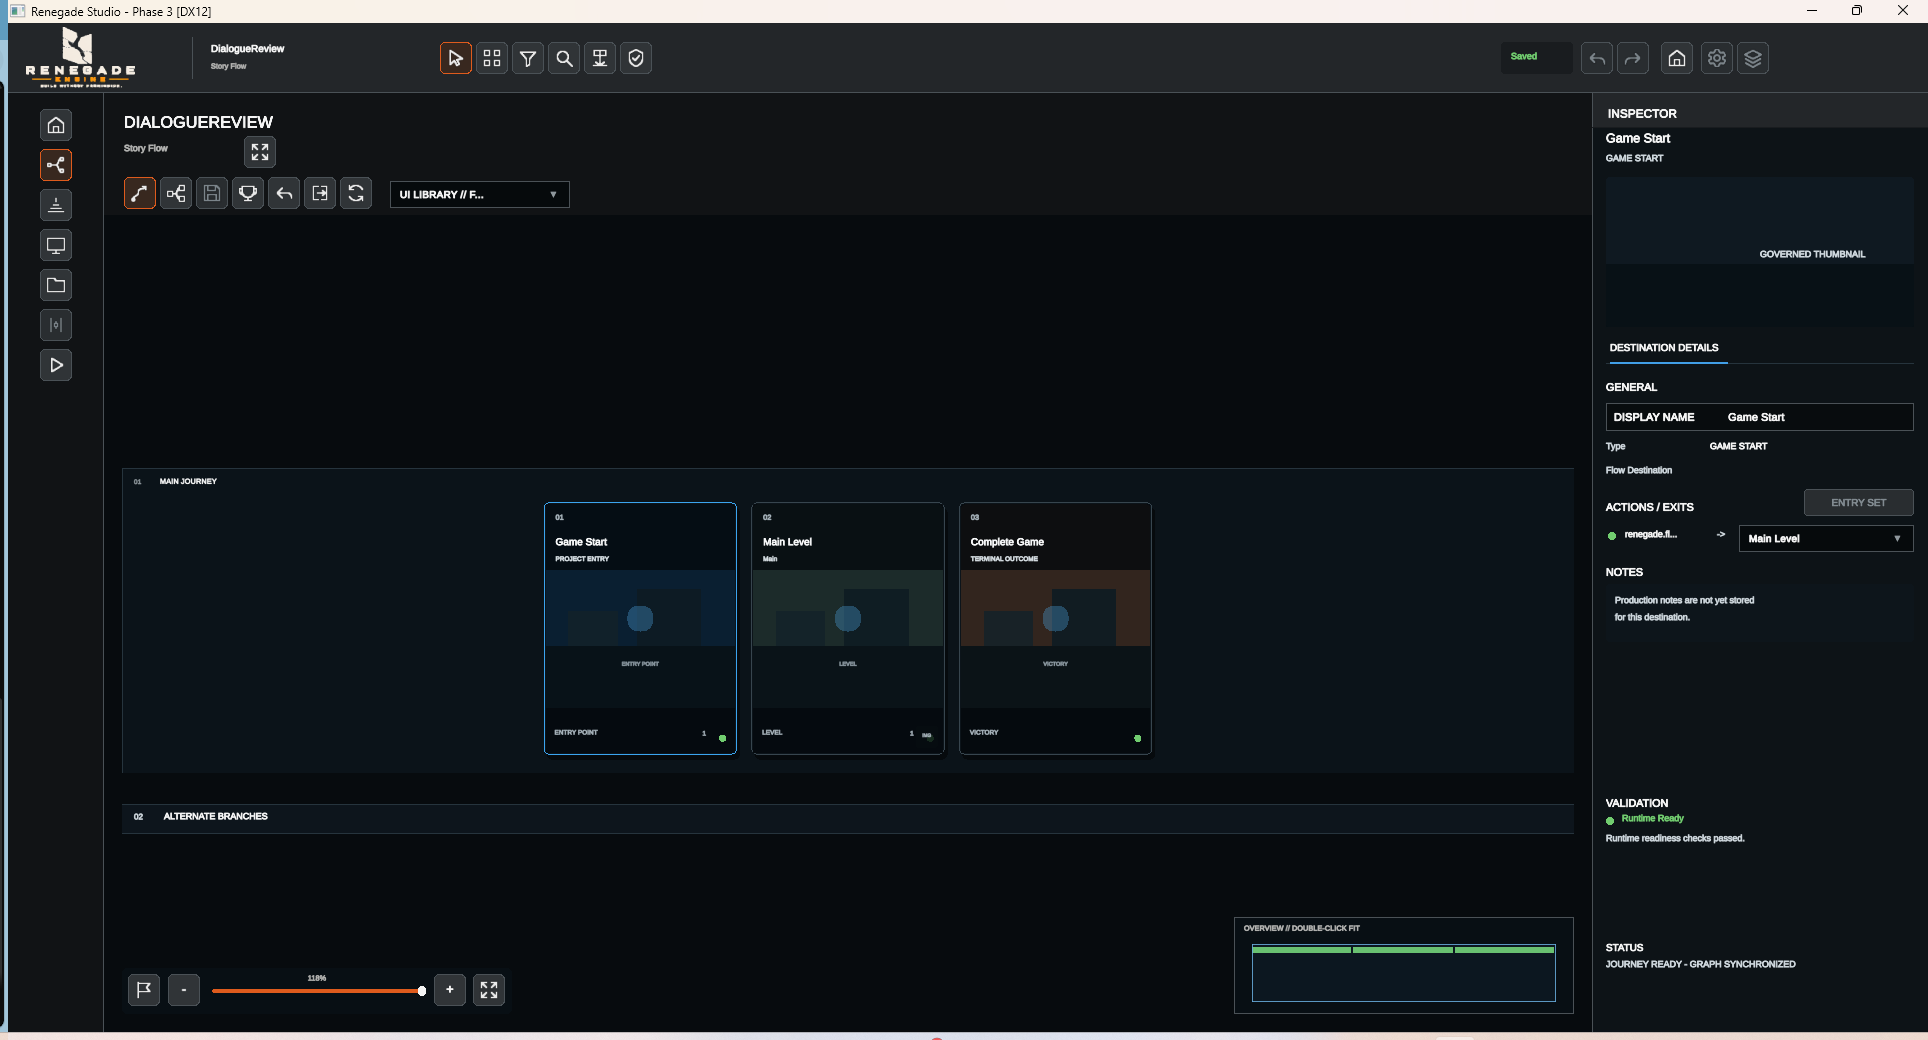 Renegade Studio - Phase 3 [DX12]
RENEGADE
ENGINE
BUILD WITHOUT PERMISSION.
DialogueReview
Story Flow
Saved
DIALOGUEREVIEW
Story Flow
UI LIBRARY // F...
01 MAIN JOURNEY
01
Game Start
PROJECT ENTRY
ENTRY POINT
ENTRY POINT 1
02
Main Level
Main
LEVEL
LEVEL 1 IMG
03
Complete Game
TERMINAL OUTCOME
VICTORY
VICTORY
02 ALTERNATE BRANCHES
118%
- +
OVERVIEW // DOUBLE-CLICK FIT
INSPECTOR
Game Start
GAME START
GOVERNED THUMBNAIL
DESTINATION DETAILS
GENERAL
DISPLAY NAME Game Start
Type GAME START
Flow Destination
ACTIONS / EXITS ENTRY SET
renegade.fl... -> Main Level
NOTES
Production notes are not yet stored
for this destination.
VALIDATION
Runtime Ready
Runtime readiness checks passed.
STATUS
JOURNEY READY - GRAPH SYNCHRONIZED